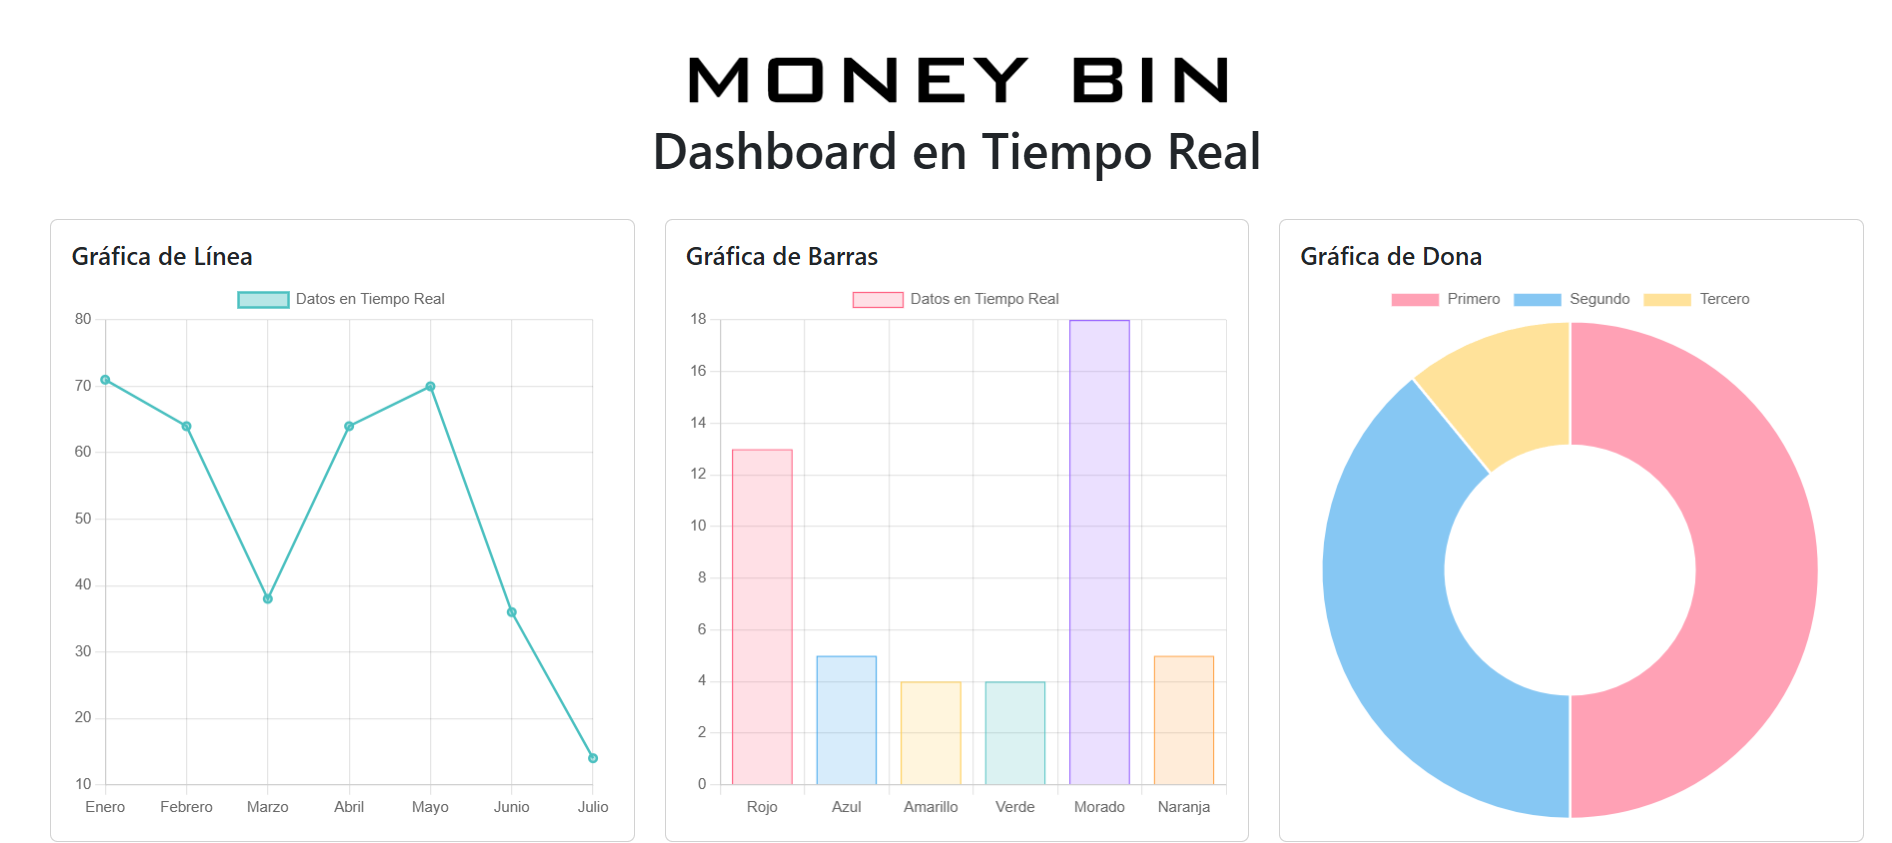 MONEY BIN
Dashboard en Tiempo Real
Gráfica de Línea
Datos en Tiempo Real
80
70
60
50
40
30
20
10
Enero Febrero Marzo Abril Mayo Junio Julio
Gráfica de Barras
Datos en Tiempo Real
18
16
14
12
10
8
6
4
2
0
Rojo Azul Amarillo Verde Morado Naranja
Gráfica de Dona
Primero Segundo Tercero